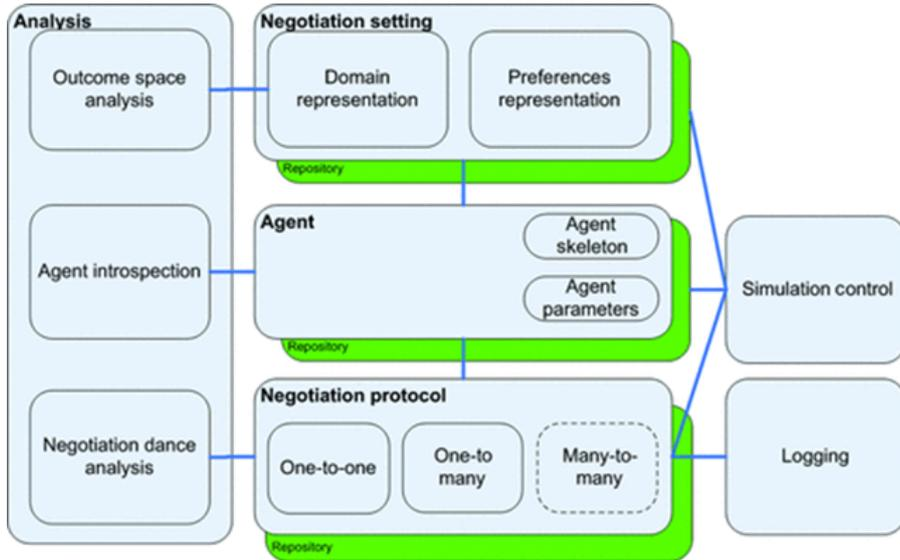 Analysis
Outcome space
analysis
Agent introspection
Negotiation dance
analysis
Negotiation setting
Domain
representation
Preferences
representation
Repository
Agent
Agent
skeleton
Agent
parameters
Repository
Negotiation protocol
One-to-one
One-to
many
Many-to-
many
Repository
Simulation control
Logging